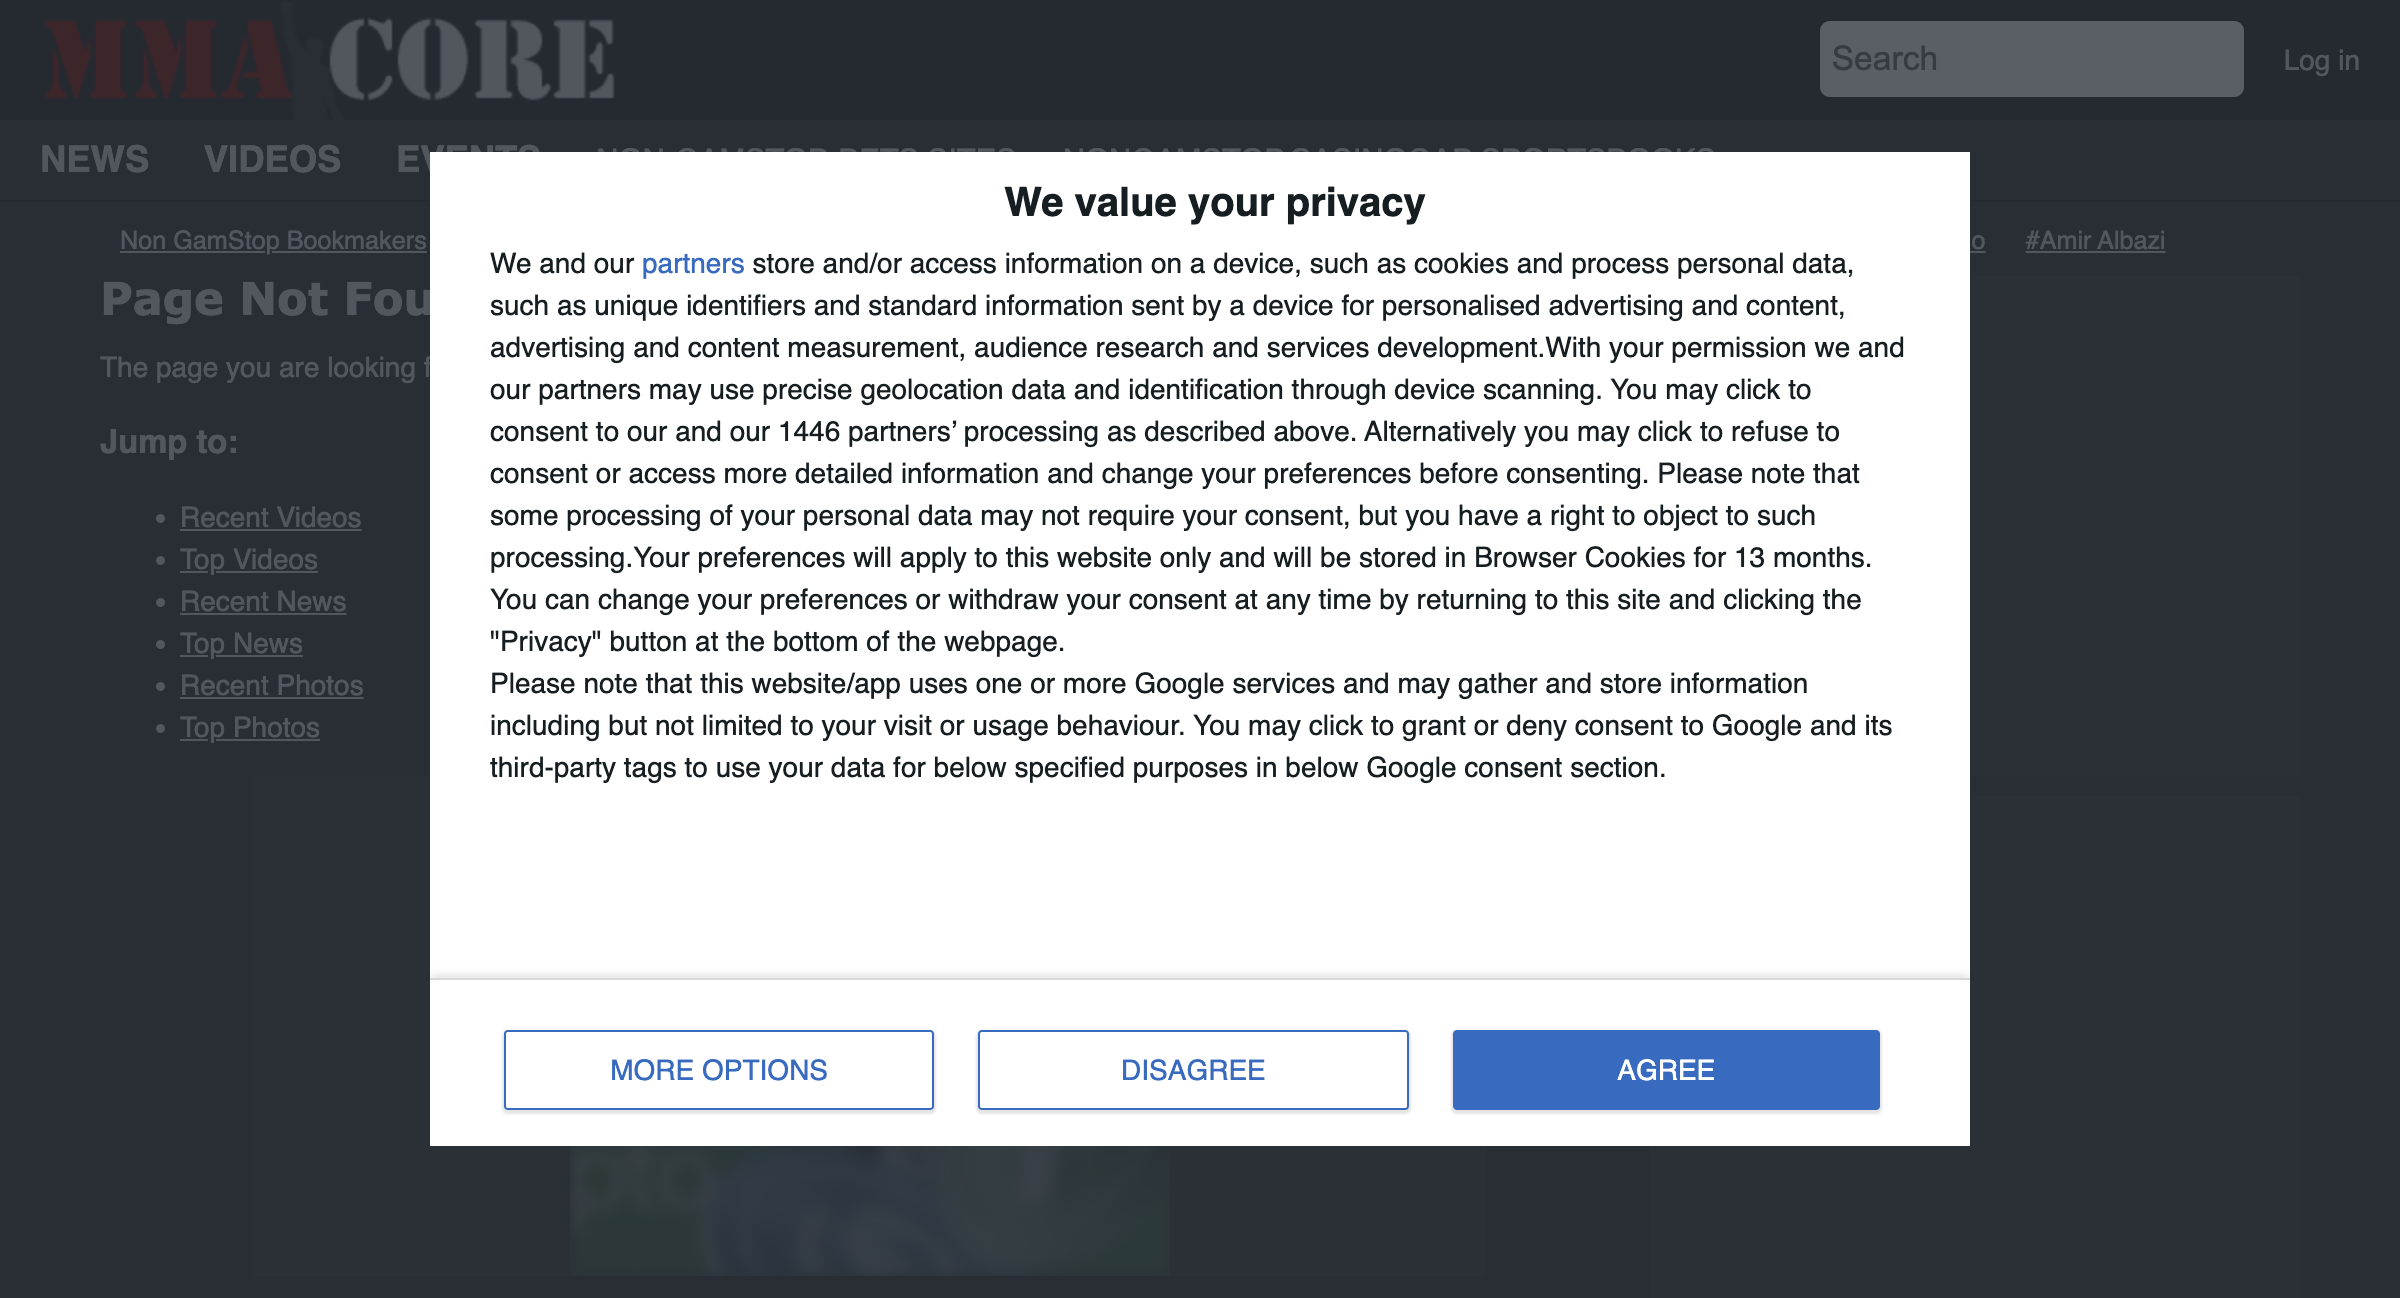 MMA CORE
Search
Log in
NEWS VIDEOS EVENTS NON GAMSTOP BETS SITES NONGAMSTOPCASINOCAP SPORTSBOOKS
Non GamStop Bookmakers #Amir Albazi
Page Not Fou
The page you are looking
Jump to:
• Recent Videos
• Top Videos
• Recent News
• Top News
• Recent Photos
• Top Photos
We value your privacy
We and our partners store and/or access information on a device, such as cookies and process personal data,
such as unique identifiers and standard information sent by a device for personalised advertising and content,
advertising and content measurement, audience research and services development.With your permission we and
our partners may use precise geolocation data and identification through device scanning. You may click to
consent to our and our 1446 partners’ processing as described above. Alternatively you may click to refuse to
consent or access more detailed information and change your preferences before consenting. Please note that
some processing of your personal data may not require your consent, but you have a right to object to such
processing.Your preferences will apply to this website only and will be stored in Browser Cookies for 13 months.
You can change your preferences or withdraw your consent at any time by returning to this site and clicking the
"Privacy" button at the bottom of the webpage.
Please note that this website/app uses one or more Google services and may gather and store information
including but not limited to your visit or usage behaviour. You may click to grant or deny consent to Google and its
third-party tags to use your data for below specified purposes in below Google consent section.
MORE OPTIONS DISAGREE AGREE